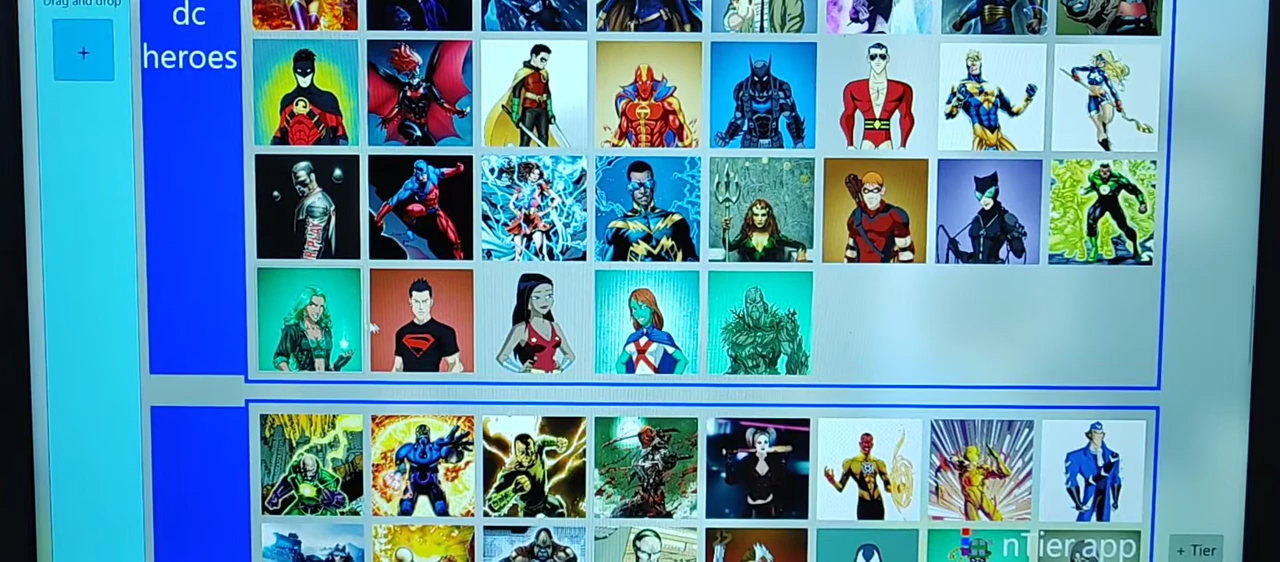 Drag and drop
+
dc
heroes
nTier.app
+ Tier